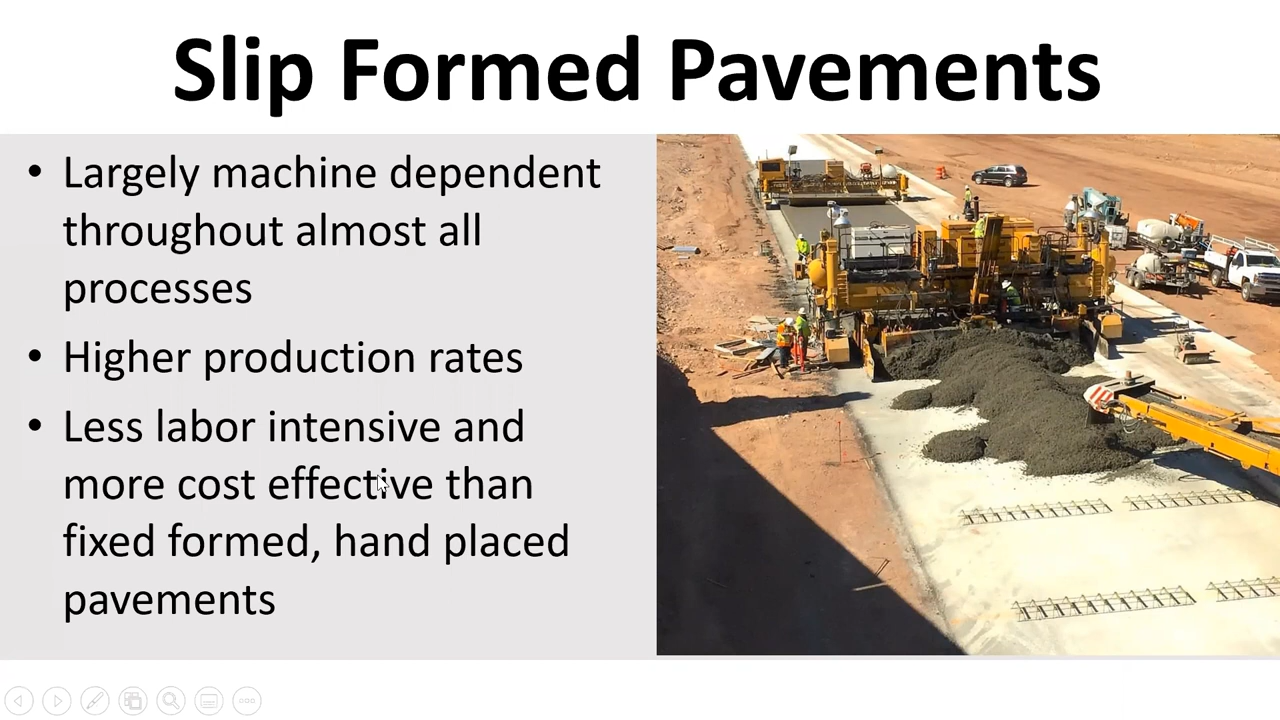 Slip Formed Pavements
• Largely machine dependent
throughout almost all
processes
• Higher production rates
• Less labor intensive and
more cost effective than
fixed formed, hand placed
pavements